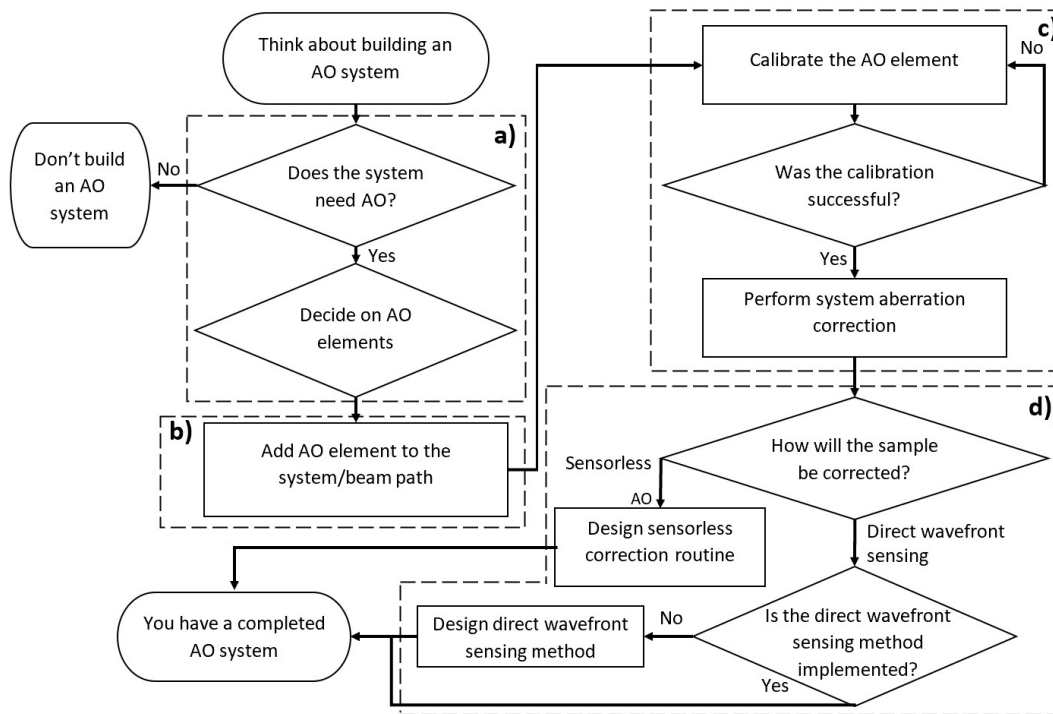 Think about building an
AO system
a)
Don’t build
an AO
system
No
Does the system
need AO?
Yes
Decide on AO
elements
b)
Add AO element to the
system/beam path
c)
Calibrate the AO element
No
Was the calibration
successful?
Yes
Perform system aberration
correction
d)
How will the sample
be corrected?
Sensorless
AO
Design sensorless
correction routine
Direct wavefront
sensing
Is the direct wavefront
sensing method
implemented?
No
Yes
Design direct wavefront
sensing method
You have a completed
AO system